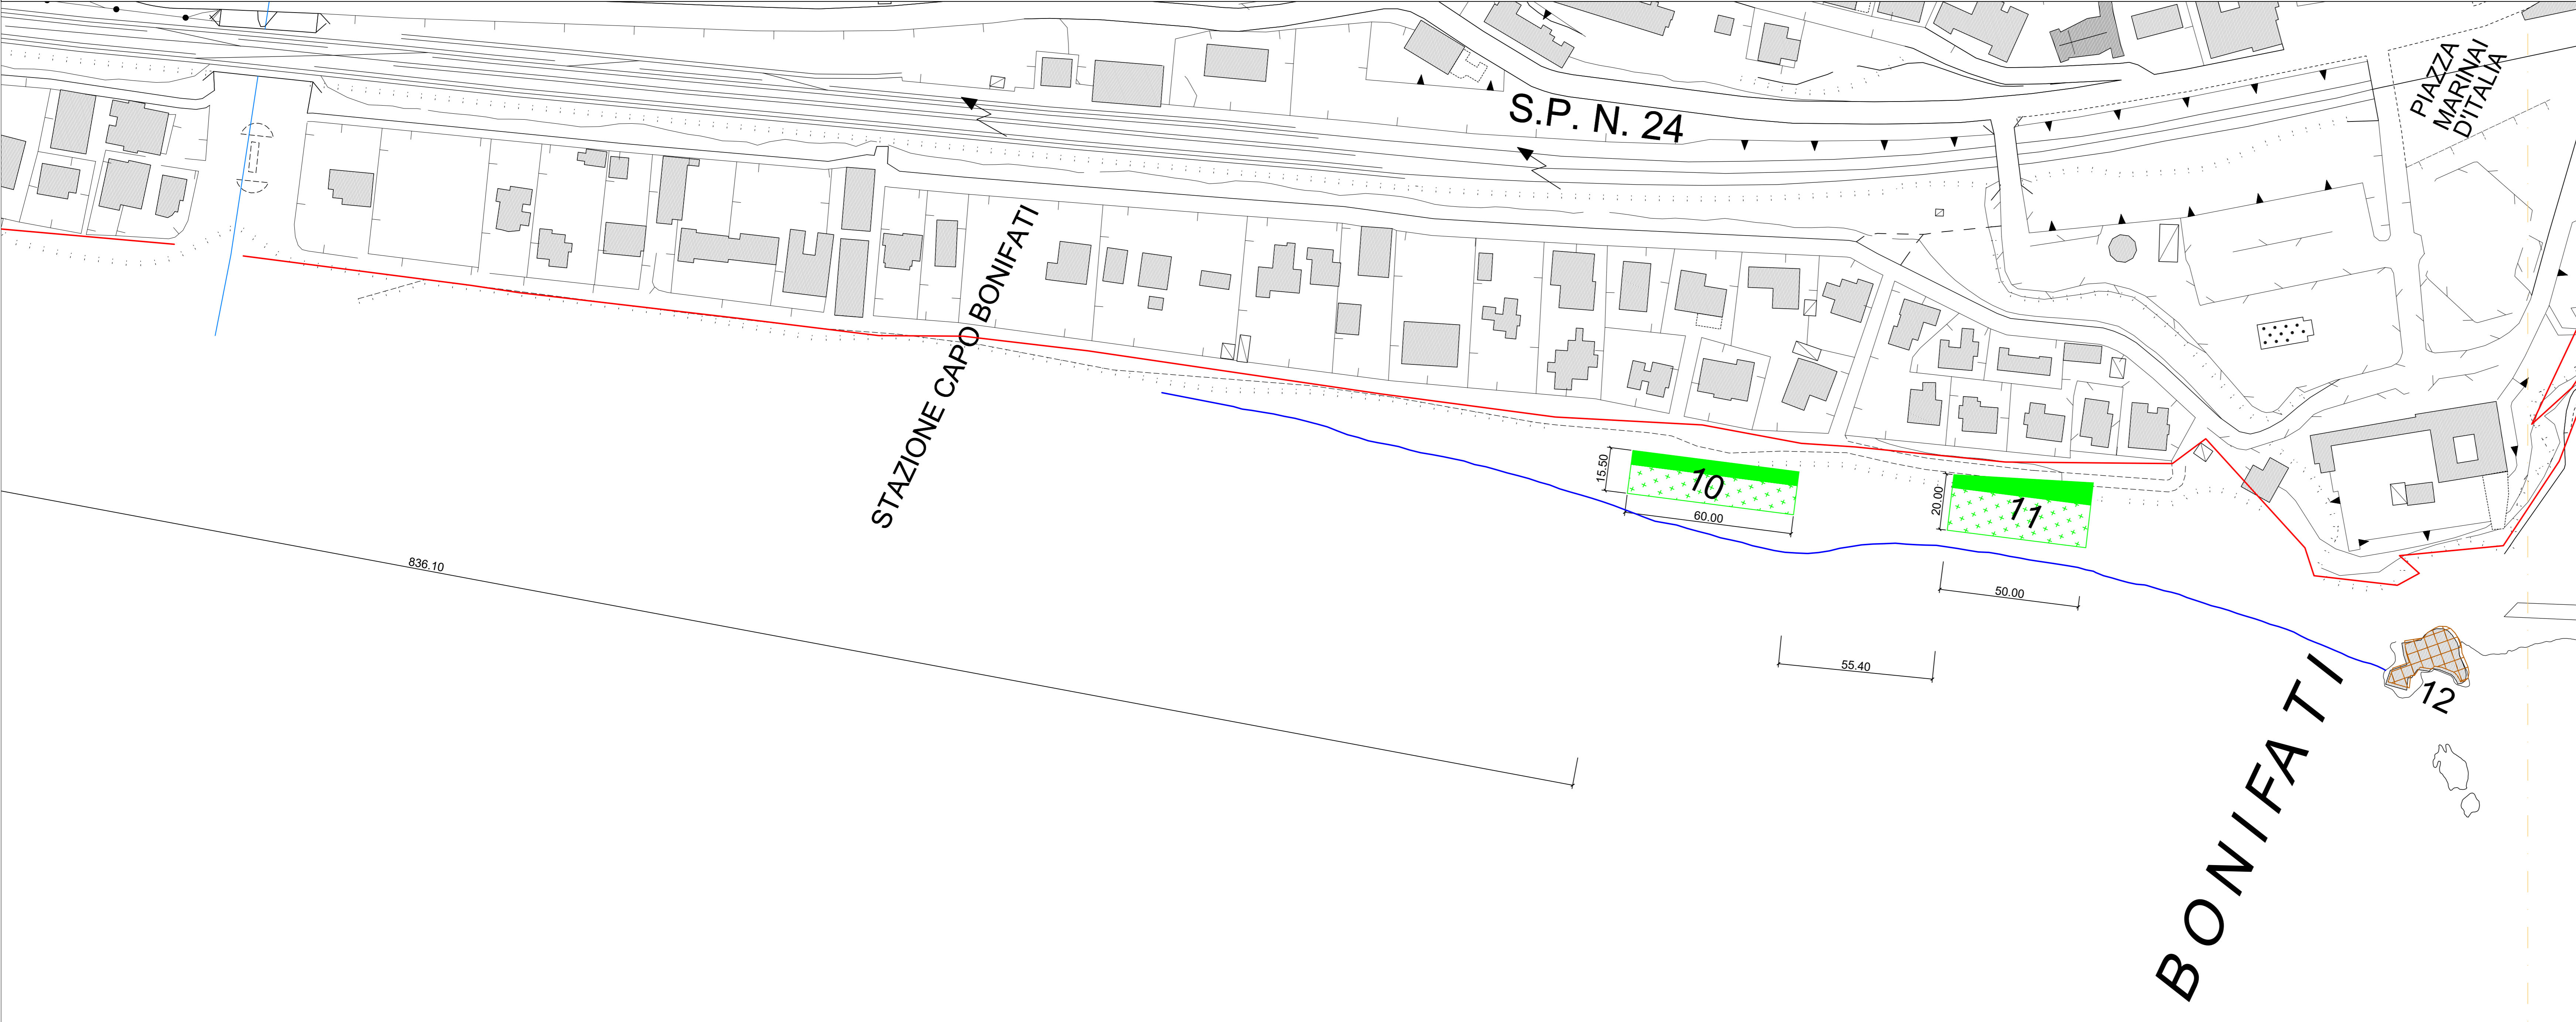 PIAZZA
MARINAI
D'ITALIA
S.P. N. 24
STAZIONE CAPO BONIFATI
15.50
10
60.00
20.00
11
836.10
50.00
55.40
12
BONIFATI